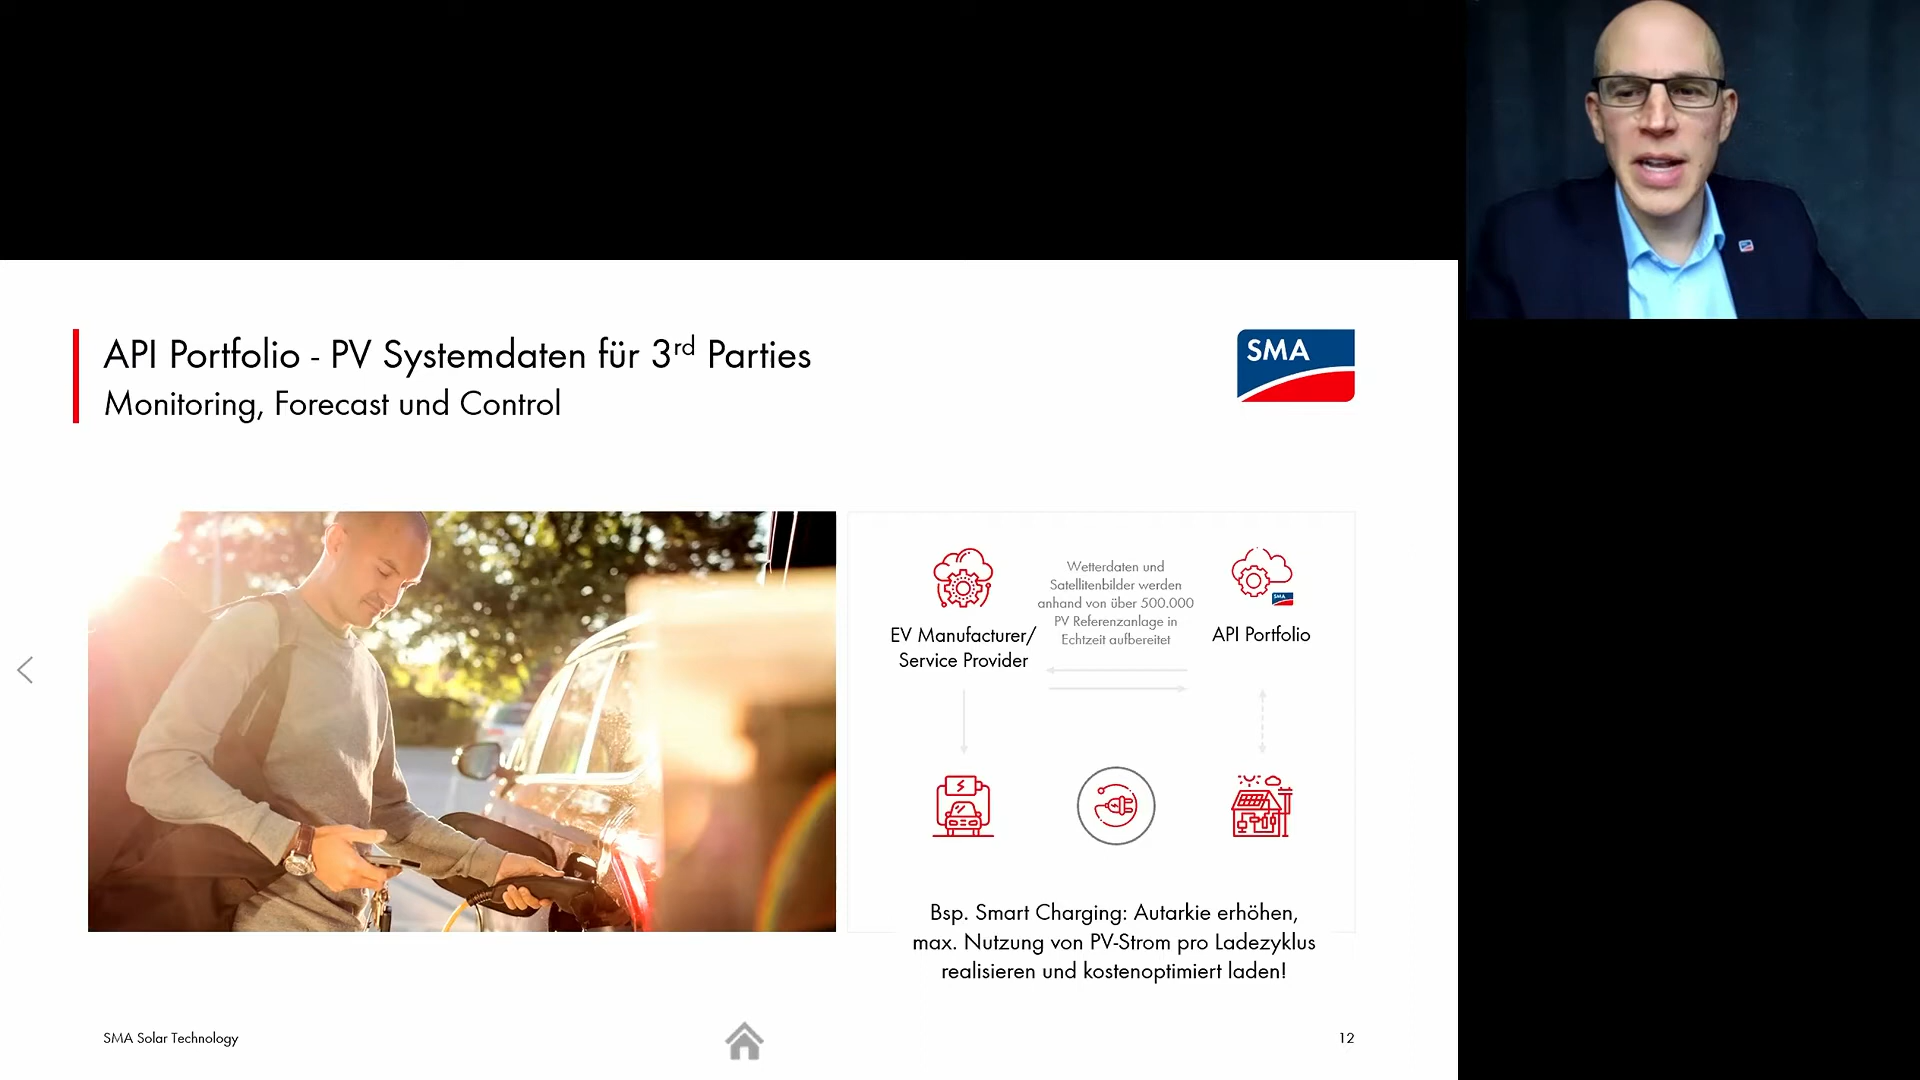 API Portfolio - PV Systemdaten für 3rd Parties
Monitoring, Forecast und Control
SMA
Wetterdaten und
Satellitenbilder werden
anhand von über 500.000
PV Referenzanlage in
Echtzeit aufbereitet
EV Manufacturer/
Service Provider
SMA
API Portfolio
Bsp. Smart Charging: Autarkie erhöhen,
max. Nutzung von PV-Strom pro Ladezyklus
realisieren und kostenoptimiert laden!
SMA Solar Technology
12